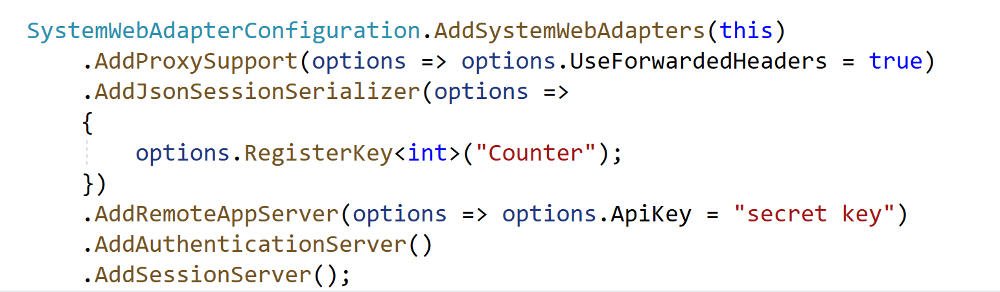 SystemWebAdapterConfiguration.AddSystemWebAdapters(this)
.AddProxySupport(options => options.UseForwardedHeaders = true)
.AddJsonSessionSerializer(options =>
{
options.RegisterKey<int>("Counter");
})
.AddRemoteAppServer(options => options.ApiKey = "secret key")
.AddAuthenticationServer()
.AddSessionServer();